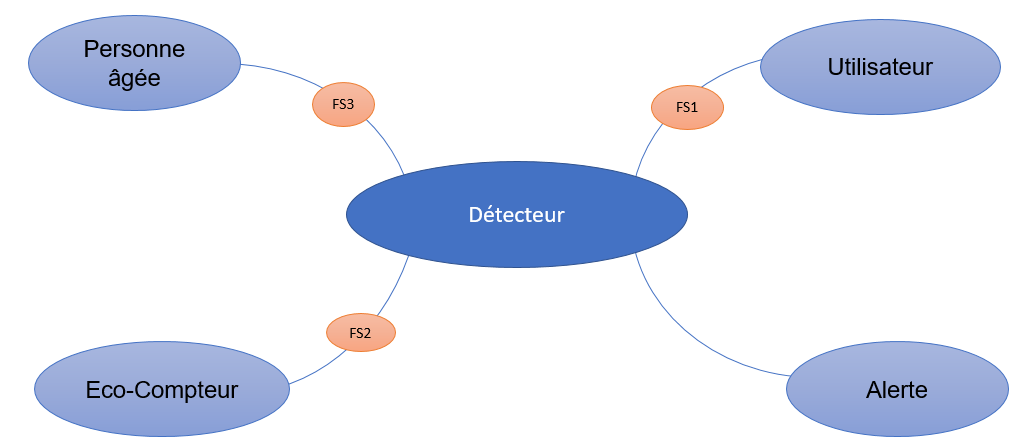 Personne
âgée
Utilisateur
FS3
FS1
Détecteur
FS2
Eco-Compteur
Alerte